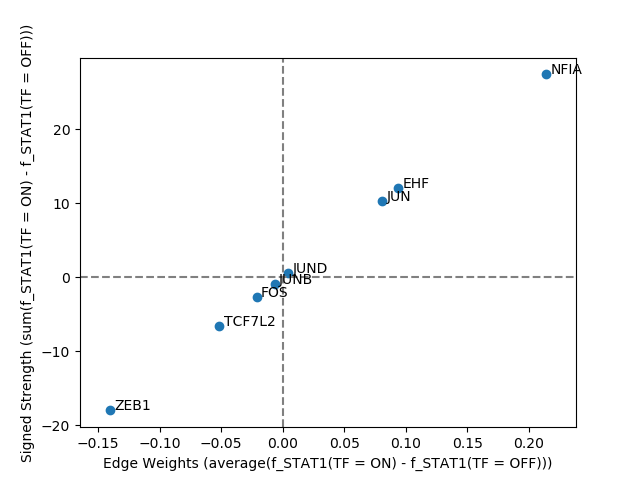 Signed Strength (sum(f_STAT1(TF = ON) - f_STAT1(TF = OFF)))
20
10
0
−10
−20
NFIA
EHF
JUN
JUND
JUNB
FOS
TCF7L2
ZEB1
−0.15 −0.10 −0.05 0.00 0.05 0.10 0.15 0.20
Edge Weights (average(f_STAT1(TF = ON) - f_STAT1(TF = OFF)))